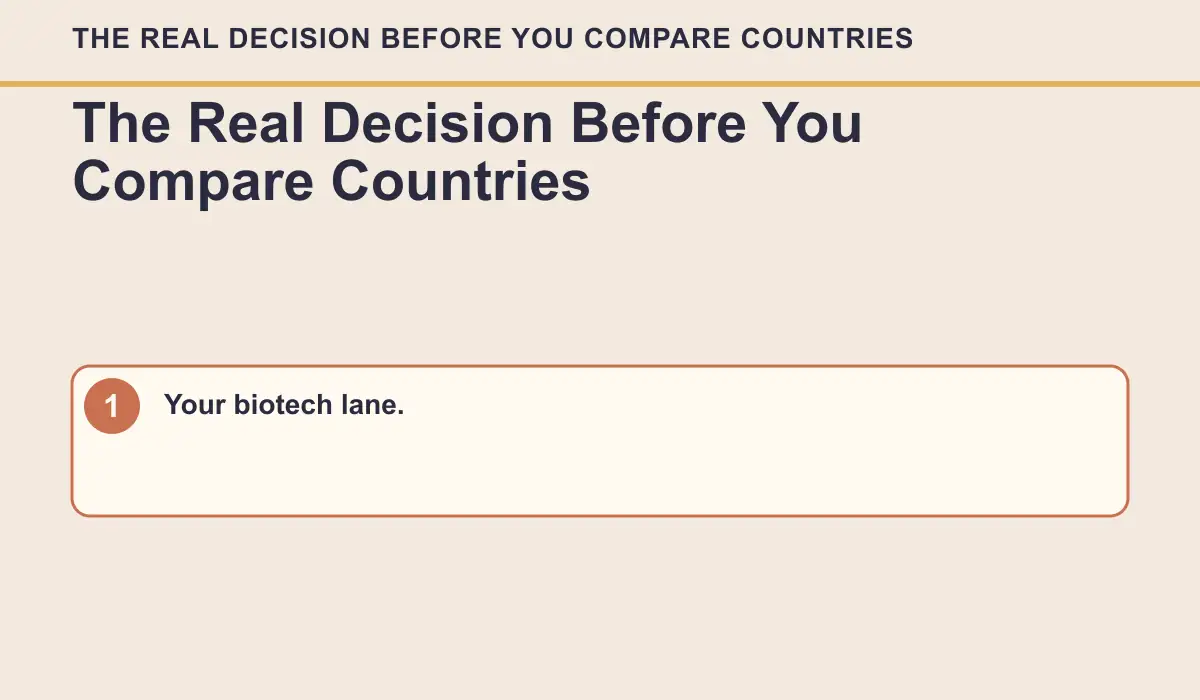 THE REAL DECISION BEFORE YOU COMPARE COUNTRIES
The Real Decision Before You
Compare Countries
1 Your biotech lane.